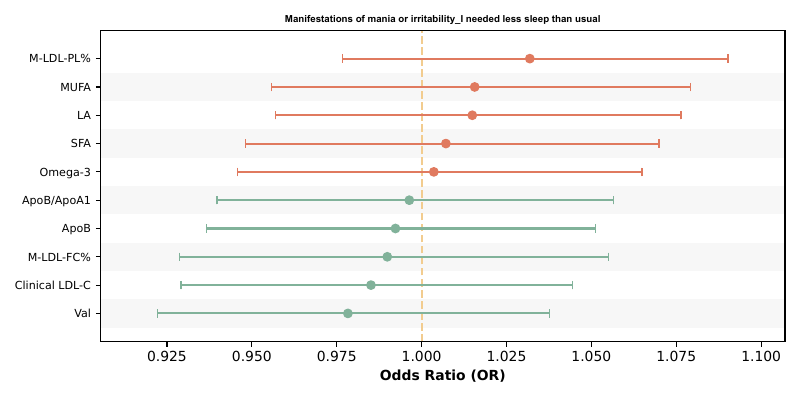 Manifestations of mania or irritability_I needed less sleep than usual
M-LDL-PL%
MUFA
LA
SFA
Omega-3
ApoB/ApoA1
ApoB
M-LDL-FC%
Clinical LDL-C
Val
0.925 0.950 0.975 1.000 1.025 1.050 1.075 1.100
Odds Ratio (OR)